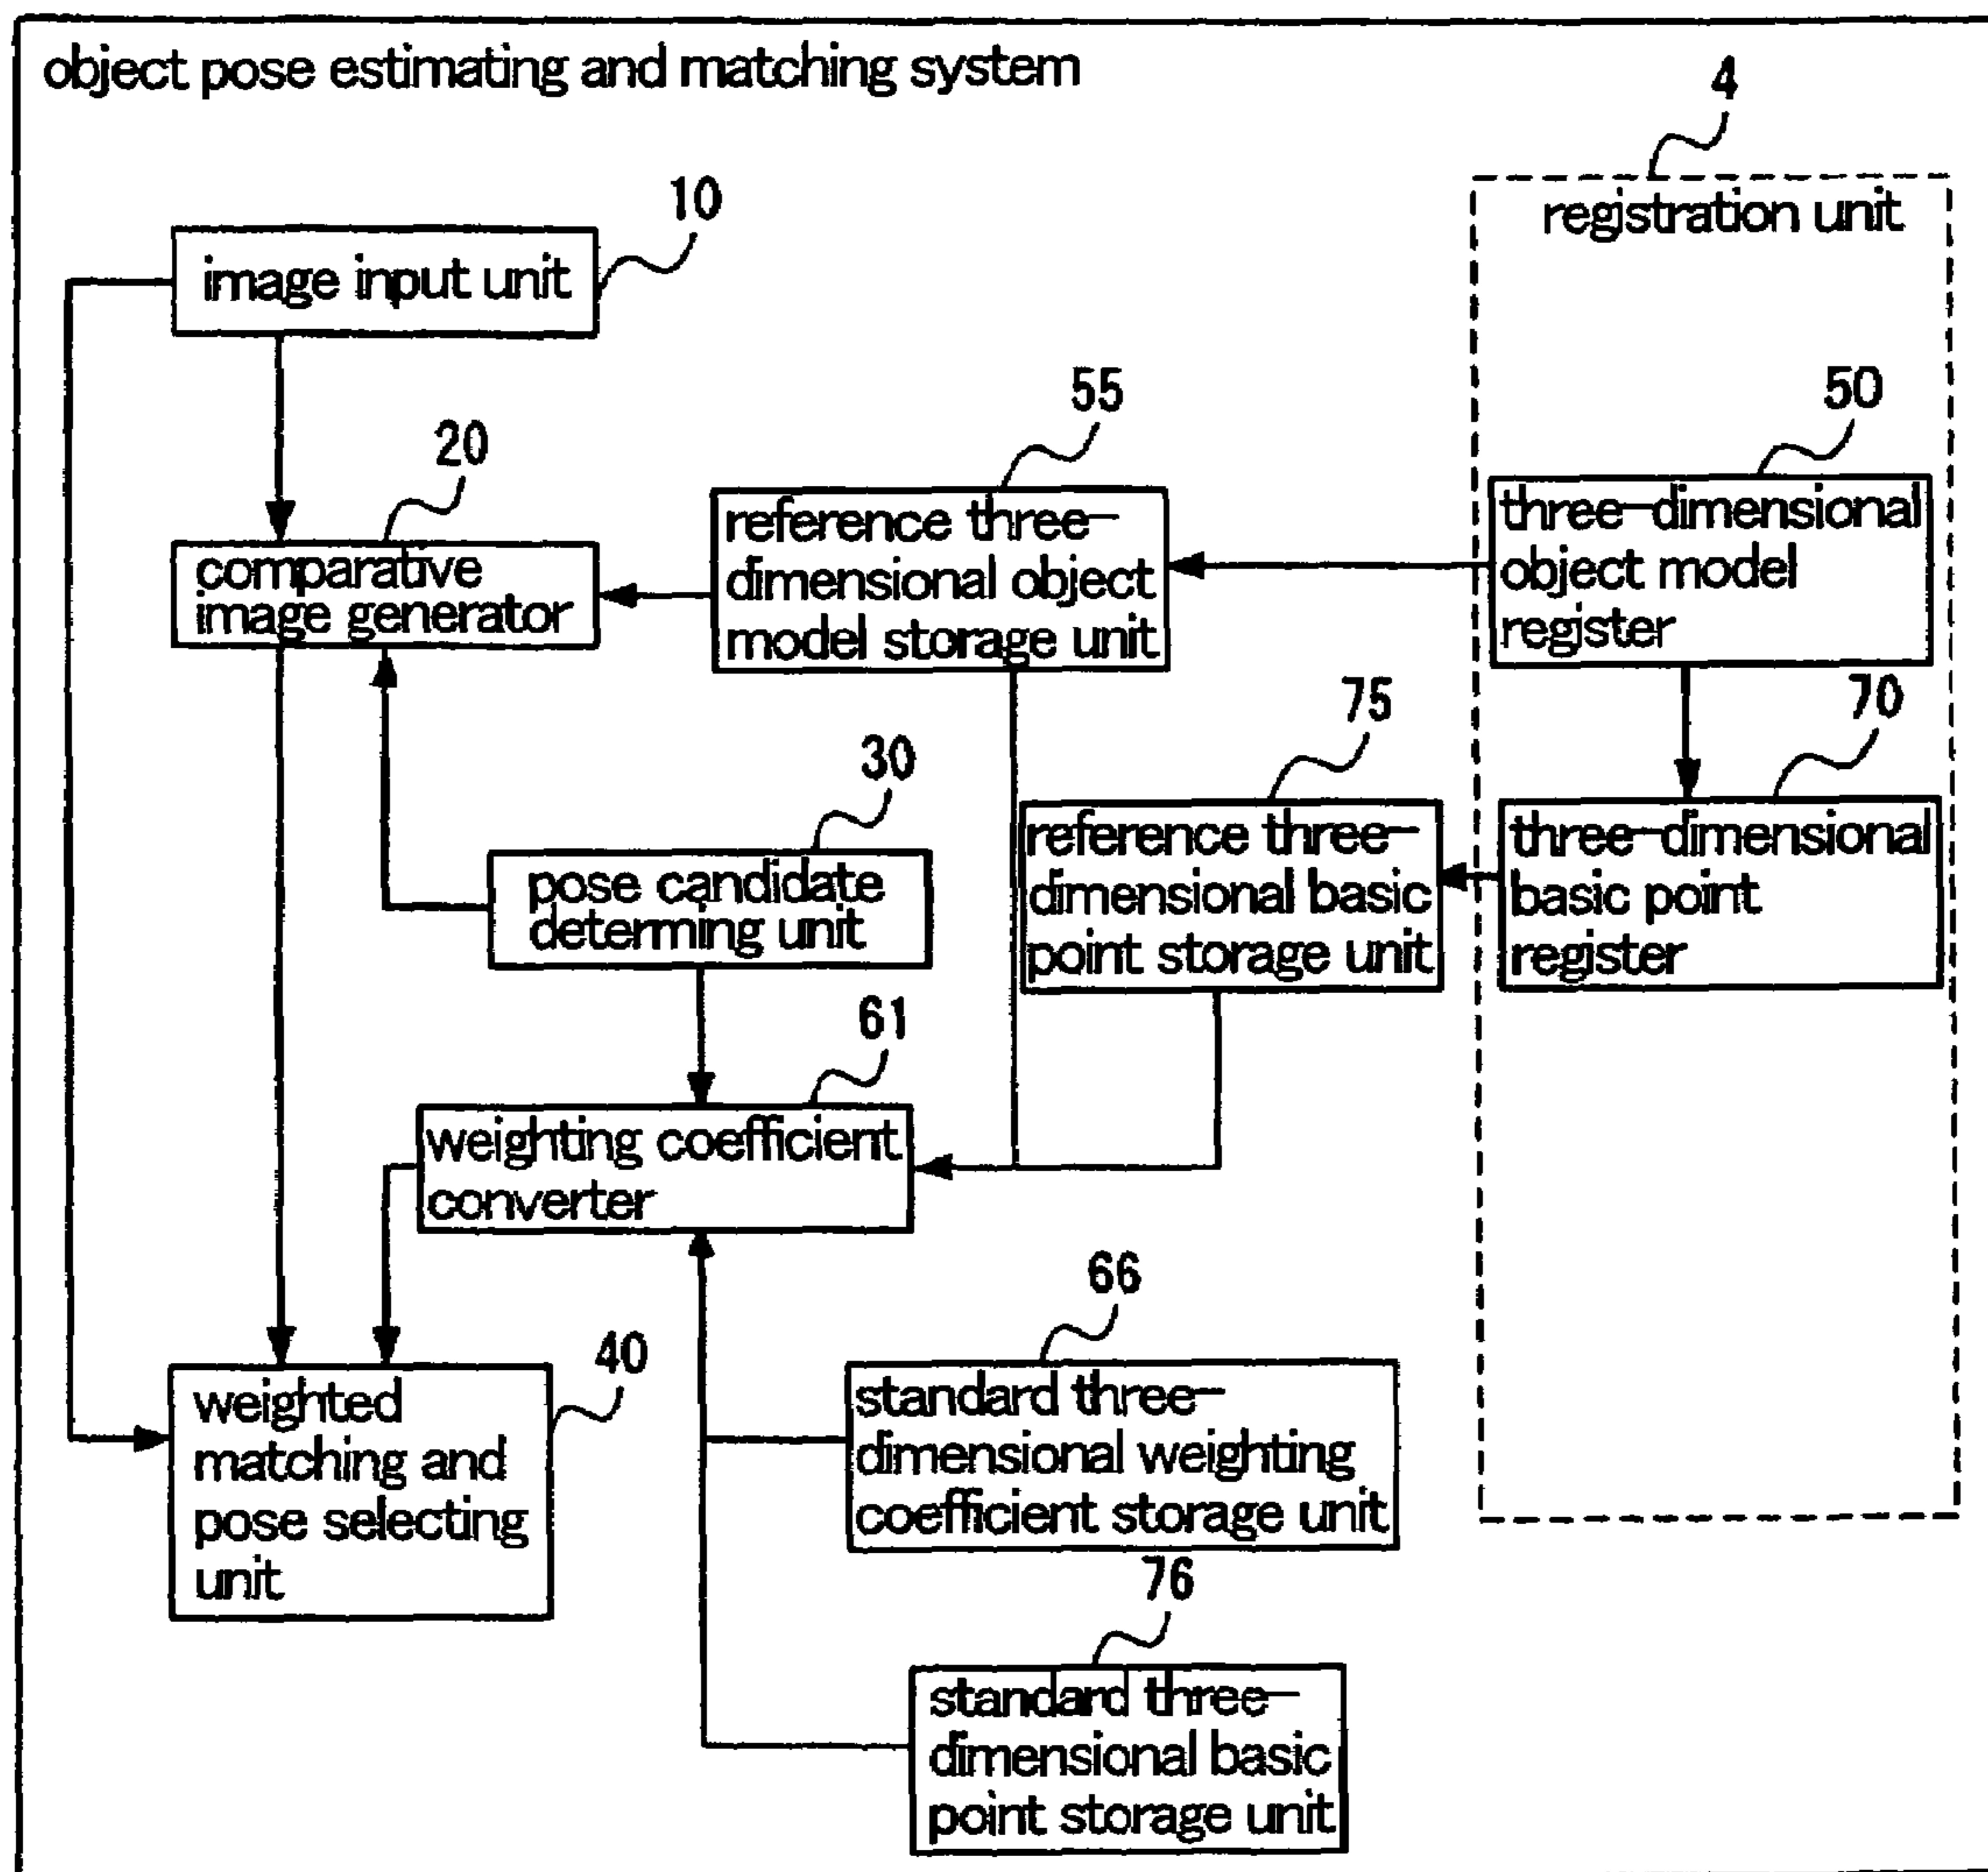 object pose estimating and matching system
4
registration unit
10
image input unit
55
50
20
reference three-
dimensional object
model storage unit
three-dimensional
object model
register
comparative
image generator
75
70
30
reference three-
dimensional basic
point storage unit
three-dimensional
basic point
register
pose candidate
determing unit
61
weighting coefficient
converter
66
40
standard three-
dimensional weighting
coefficient storage unit
weighted
matching and
pose selecting
unit
76
standard three-
dimensional basic
point storage unit